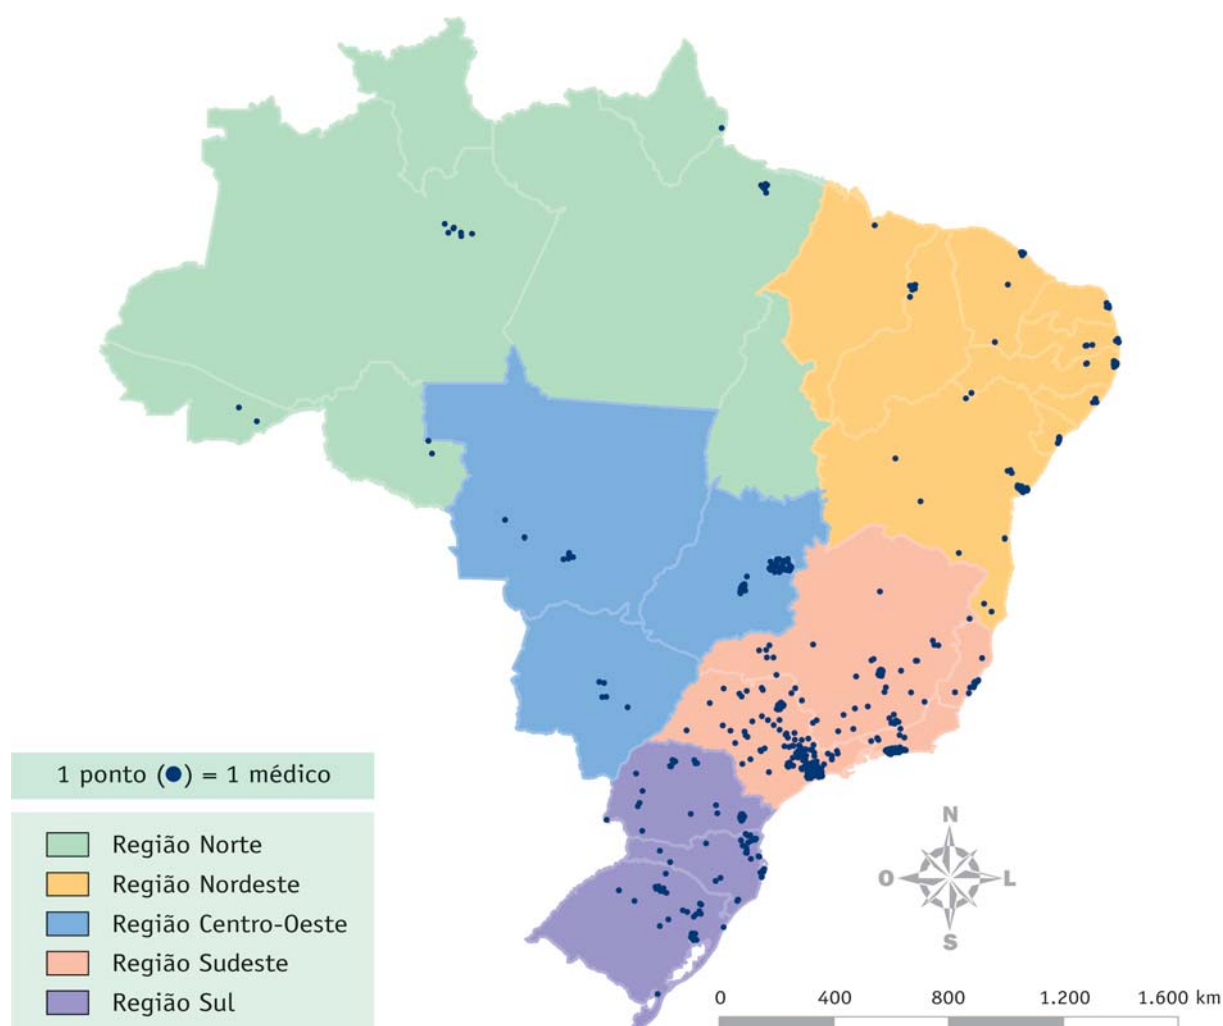 1 ponto (●) = 1 médico
Região Norte
Região Nordeste
Região Centro-Oeste
Região Sudeste
Região Sul
N
O L
S
0 400 800 1.200 1.600 km